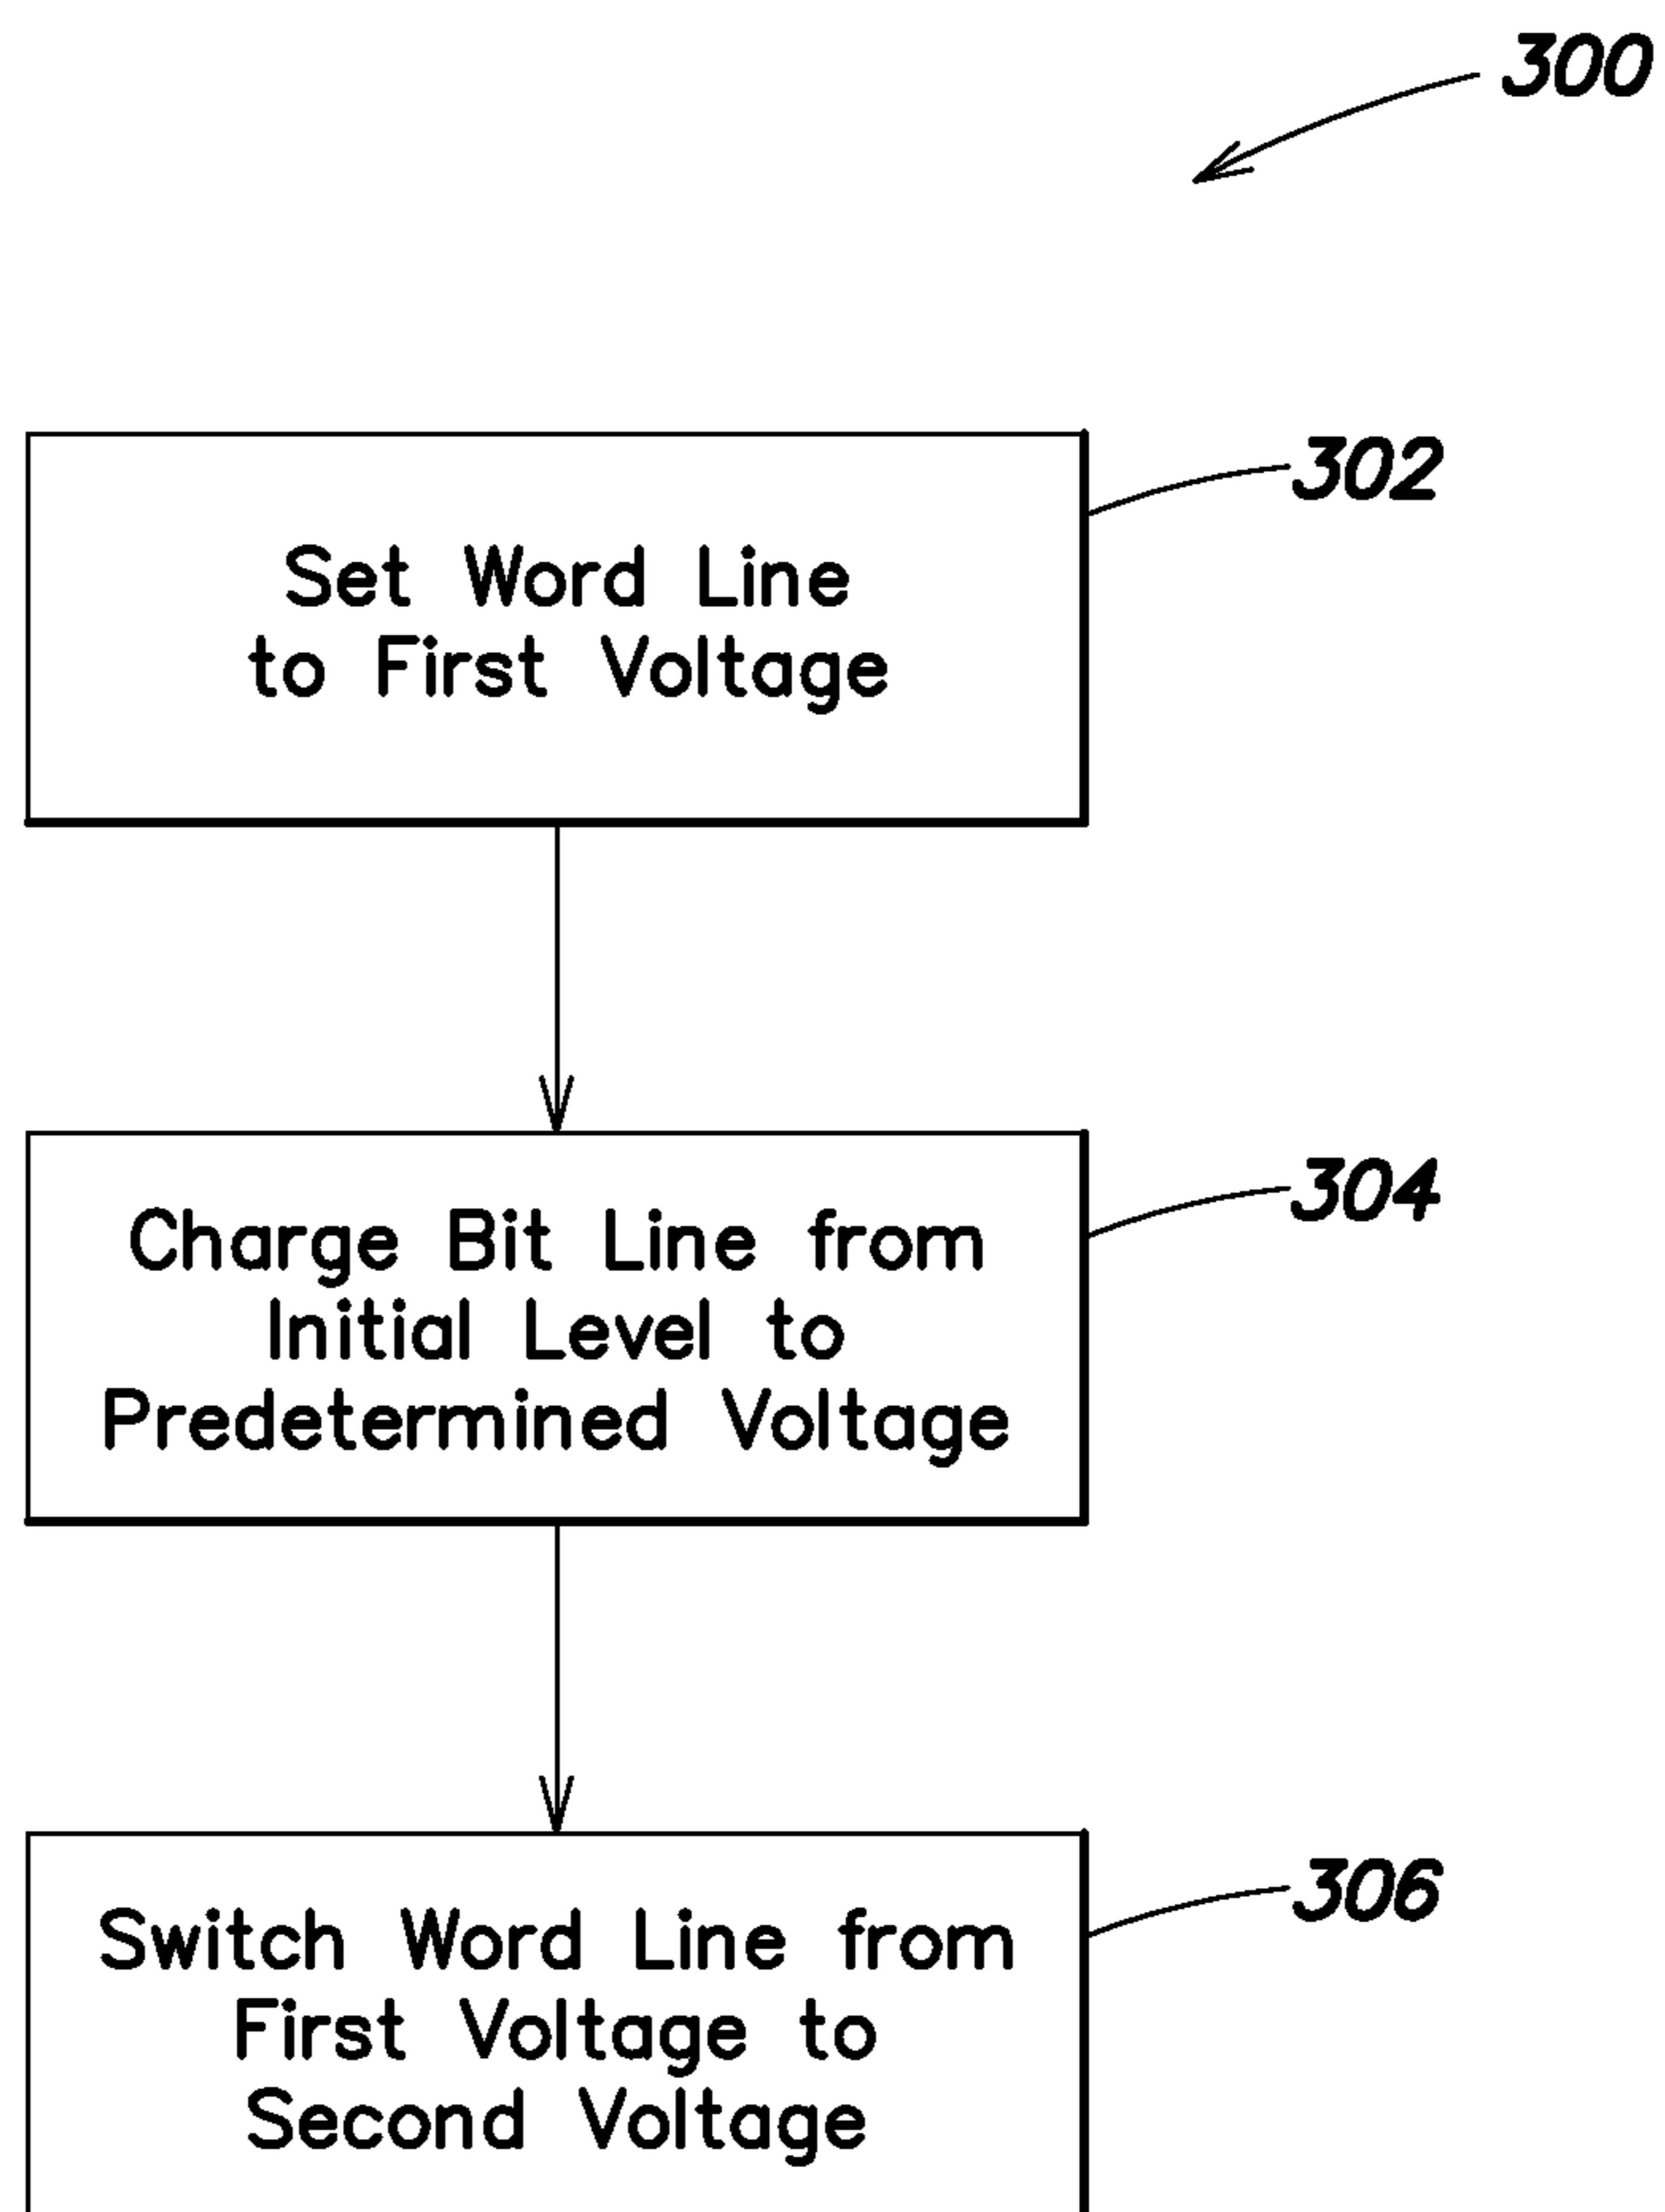 300
302
Set Word Line
to First Voltage
304
Charge Bit Line from
Initial Level to
Predetermined Voltage
306
Switch Word Line from
First Voltage to
Second Voltage